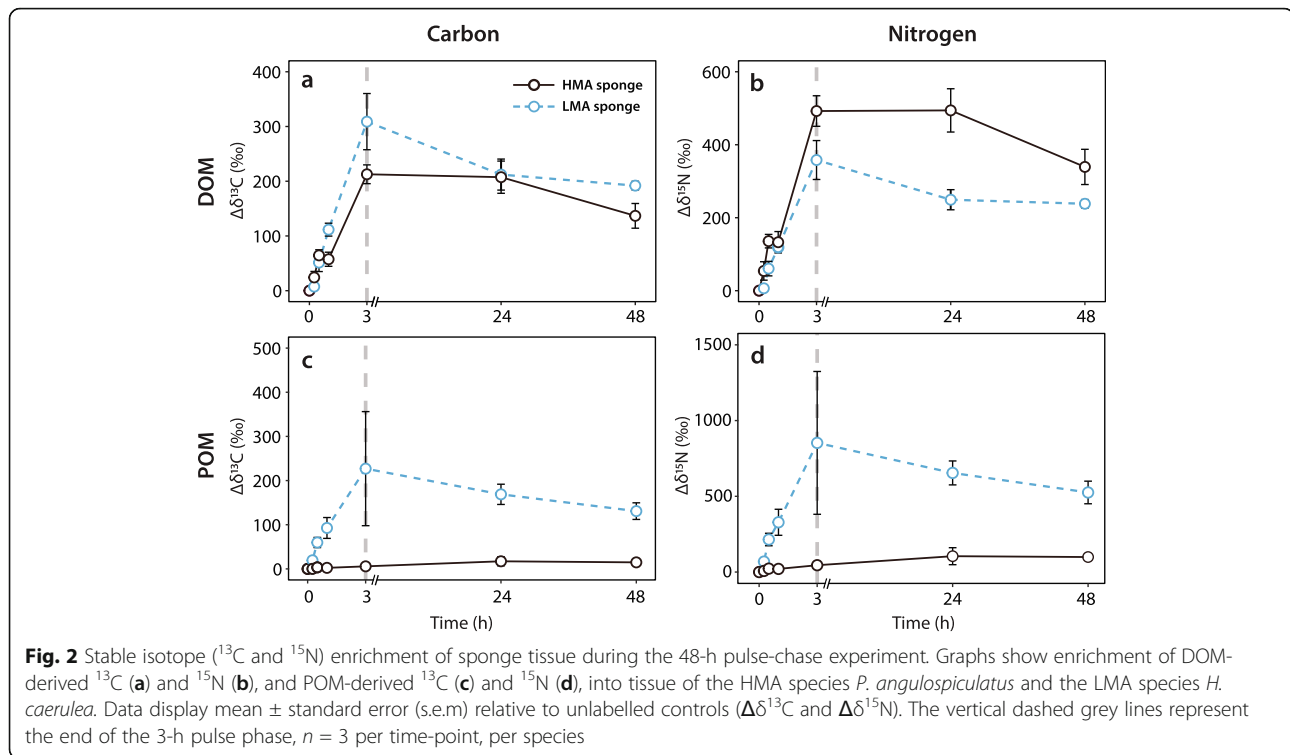 Carbon
Nitrogen
DOM
Δδ¹³C (‰)
400
300
200
100
0
a
HMA sponge
LMA sponge
0
3
24
48
Δδ¹⁵N (‰)
600
400
200
0
b
0
3
24
48
POM
Δδ¹³C (‰)
500
400
300
200
100
0
c
0
3
24
48
Time (h)
Δδ¹⁵N (‰)
1500
1000
500
0
d
0
3
24
48
Time (h)
Fig. 2 Stable isotope (¹³C and ¹⁵N) enrichment of sponge tissue during the 48-h pulse-chase experiment. Graphs show enrichment of DOM-
derived ¹³C (a) and ¹⁵N (b), and POM-derived ¹³C (c) and ¹⁵N (d), into tissue of the HMA species P. angulospiculatus and the LMA species H.
caerulea. Data display mean ± standard error (s.e.m) relative to unlabelled controls (Δδ¹³C and Δδ¹⁵N). The vertical dashed grey lines represent
the end of the 3-h pulse phase, n = 3 per time-point, per species